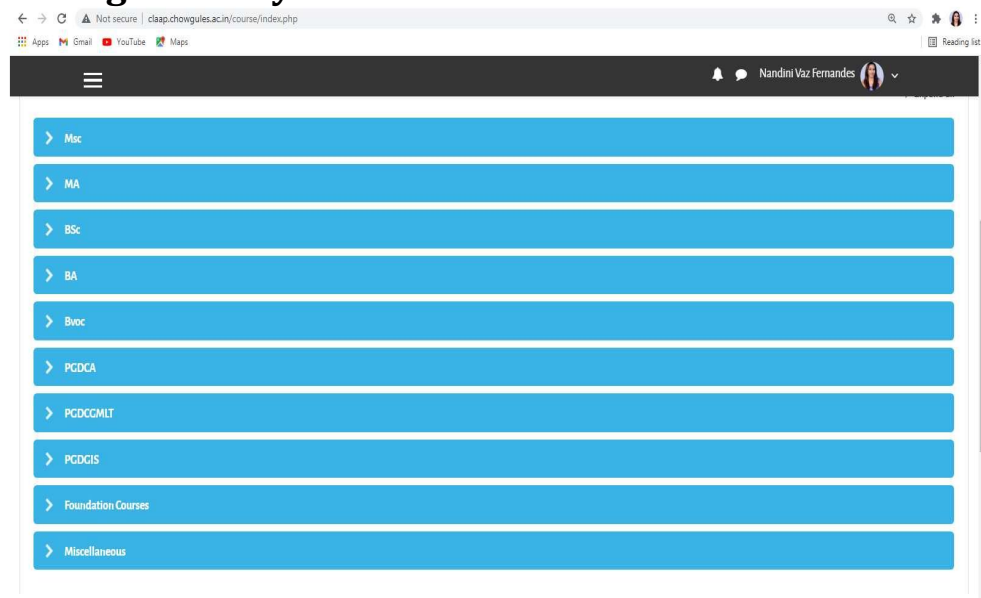 Not secure | claap.chowgules.ac.in/course/index.php
Apps Gmail YouTube Maps Reading list
Nandini Vaz Fernandes
Msc
MA
BSc
BA
Bvoc
PGDCA
PGDCGMLT
PGDGIS
Foundation Courses
Miscellaneous